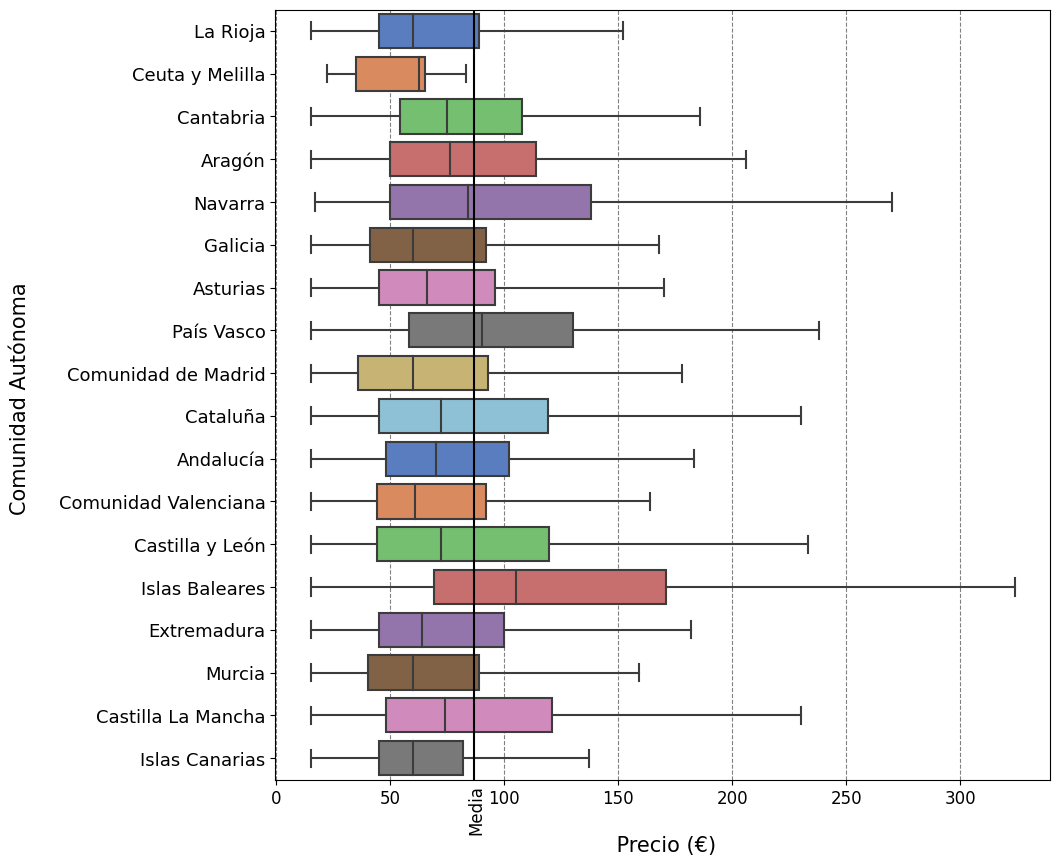 La Rioja
Ceuta y Melilla
Cantabria
Aragón
Navarra
Galicia
Asturias
País Vasco
Comunidad de Madrid
Cataluña
Andalucía
Comunidad Valenciana
Castilla y León
Islas Baleares
Extremadura
Murcia
Castilla La Mancha
Islas Canarias
Comunidad Autónoma
0 50 100 150 200 250 300
Media
Precio (€)